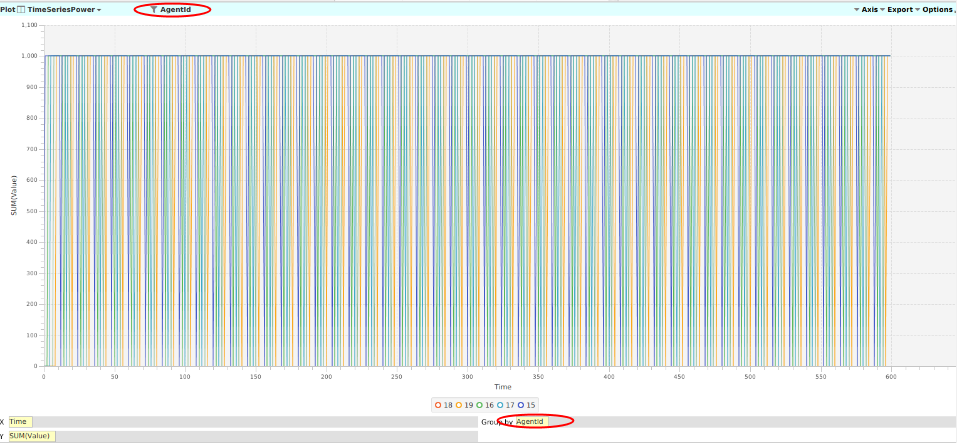 Plot TimeSeriesPower AgentId Axis Export Options
1.100
1.000
900
800
700
600
500
400
300
200
100
0
SUM(Value)
0 50 100 150 200 250 300 350 400 450 500 550 600
Time
18 19 16 17 15
X Time Group by AgentId
Y SUM(Value)